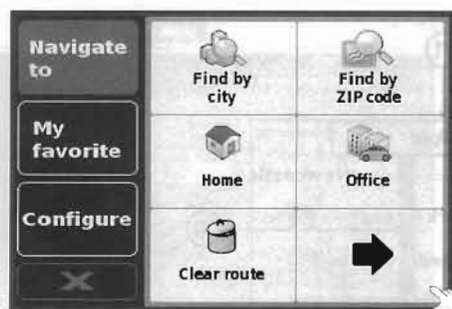 Navigate
to
My
favorite
Configure
Find by
city
Find by
ZIP code
Home
Office
Clear route